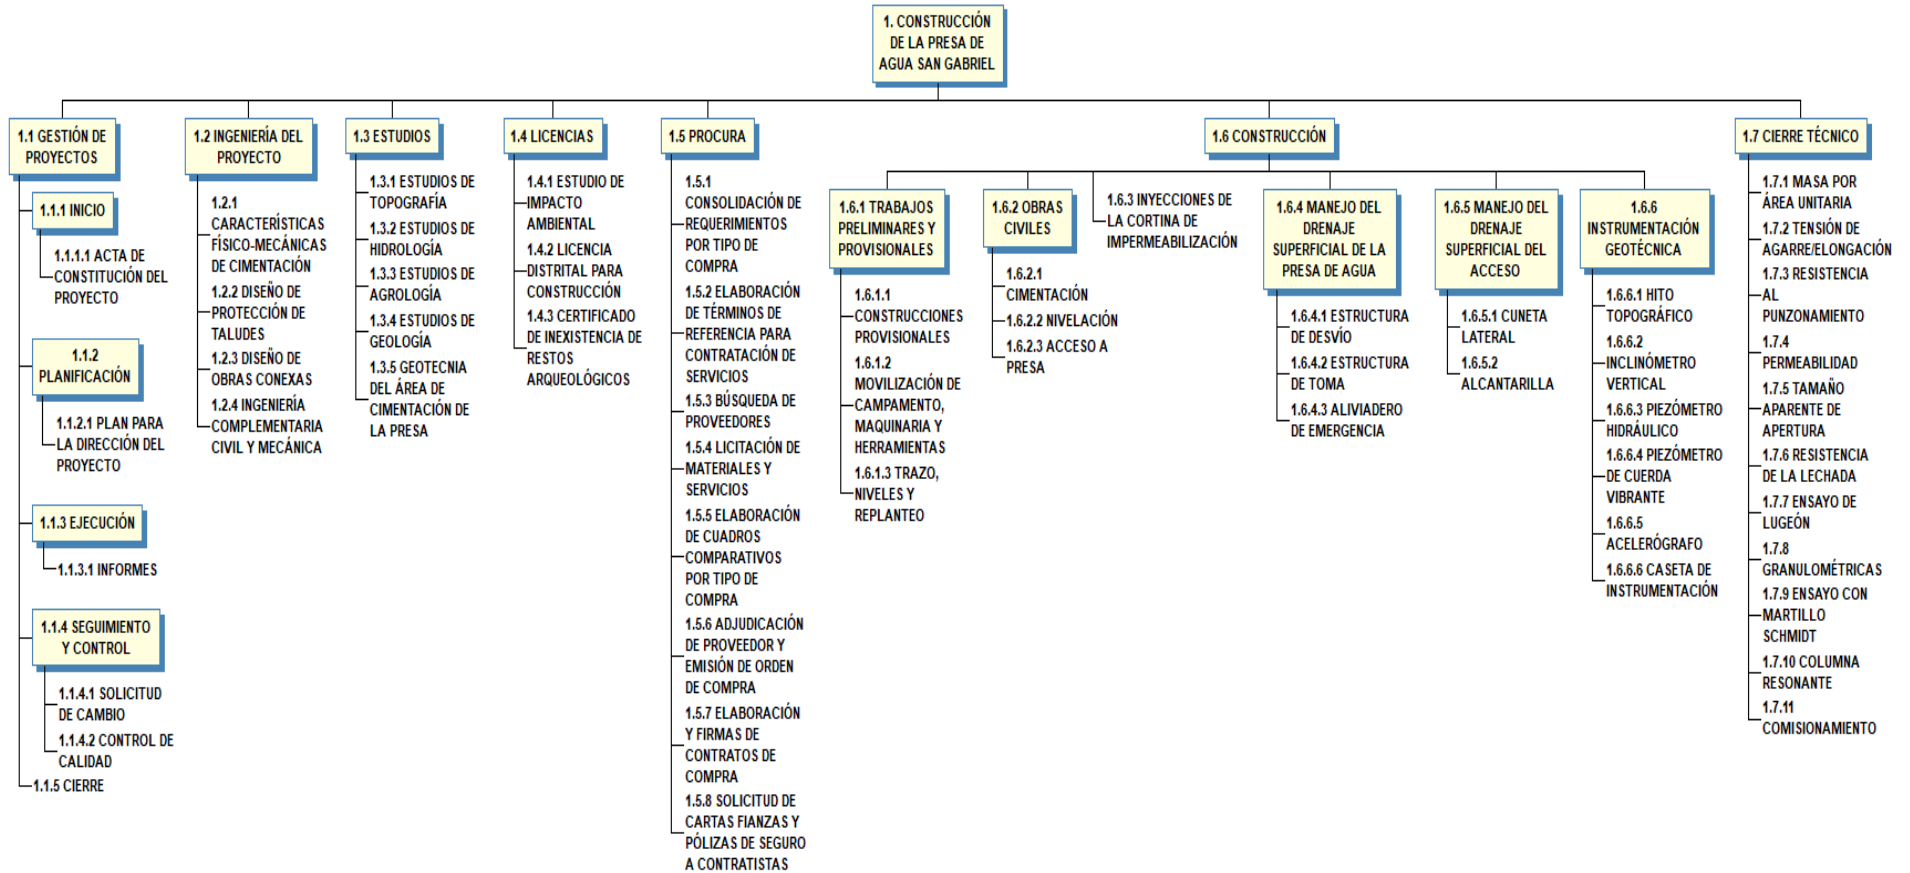 1. CONSTRUCCIÓN
DE LA PRESA DE
AGUA SAN GABRIEL
1.1 GESTIÓN DE
PROYECTOS
1.1.1 INICIO
1.1.1.1 ACTA DE
CONSTITUCIÓN DEL
PROYECTO
1.1.2
PLANIFICACIÓN
1.1.2.1 PLAN PARA
LA DIRECCIÓN DEL
PROYECTO
1.1.3 EJECUCIÓN
1.1.3.1 INFORMES
1.1.4 SEGUIMIENTO
Y CONTROL
1.1.4.1 SOLICITUD
DE CAMBIO
1.1.4.2 CONTROL DE
CALIDAD
1.1.5 CIERRE
1.2 INGENIERÍA DEL
PROYECTO
1.2.1
CARACTERÍSTICAS
FÍSICO-MECÁNICAS
DE CIMENTACIÓN
1.2.2 DISEÑO DE
PROTECCIÓN DE
TALUDES
1.2.3 DISEÑO DE
OBRAS CONEXAS
1.2.4 INGENIERÍA
COMPLEMENTARIA
CIVIL Y MECÁNICA
1.3 ESTUDIOS
1.3.1 ESTUDIOS DE
TOPOGRAFÍA
1.3.2 ESTUDIOS DE
HIDROLOGÍA
1.3.3 ESTUDIOS DE
AGROLOGÍA
1.3.4 ESTUDIOS DE
GEOLOGÍA
1.3.5 GEOTECNIA
DEL ÁREA DE
CIMENTACIÓN DE
LA PRESA
1.4 LICENCIAS
1.4.1 ESTUDIO DE
IMPACTO
AMBIENTAL
1.4.2 LICENCIA
DISTRITAL PARA
CONSTRUCCIÓN
1.4.3 CERTIFICADO
DE INEXISTENCIA DE
RESTOS
ARQUEOLÓGICOS
1.5 PROCURA
1.5.1
CONSOLIDACIÓN DE
REQUERIMIENTOS
POR TIPO DE
COMPRA
1.5.2 ELABORACIÓN
DE TÉRMINOS DE
REFERENCIA PARA
CONTRATACIÓN DE
SERVICIOS
1.5.3 BÚSQUEDA DE
PROVEEDORES
1.5.4 LICITACIÓN DE
MATERIALES Y
SERVICIOS
1.5.5 ELABORACIÓN
DE CUADROS
COMPARATIVOS
POR TIPO DE
COMPRA
1.5.6 ADJUDICACIÓN
DE PROVEEDOR Y
EMISIÓN DE ORDEN
DE COMPRA
1.5.7 ELABORACIÓN
Y FIRMAS DE
CONTRATOS DE
COMPRA
1.5.8 SOLICITUD DE
CARTAS FIANZAS Y
PÓLIZAS DE SEGURO
A CONTRATISTAS
1.6 CONSTRUCCIÓN
1.6.1 TRABAJOS
PRELIMINARES Y
PROVISIONALES
1.6.1.1
CONSTRUCCIONES
PROVISIONALES
1.6.1.2
MOVILIZACIÓN DE
CAMPAMENTO,
MAQUINARIA Y
HERRAMIENTAS
1.6.1.3 TRAZO,
NIVELES Y
REPLANTEO
1.6.2 OBRAS
CIVILES
1.6.2.1
CIMENTACIÓN
1.6.2.2 NIVELACIÓN
1.6.2.3 ACCESO A
PRESA
1.6.3 INYECCIONES DE
LA CORTINA DE
IMPERMEABILIZACIÓN
1.6.4 MANEJO DEL
DRENAJE
SUPERFICIAL DE LA
PRESA DE AGUA
1.6.4.1 ESTRUCTURA
DE DESVÍO
1.6.4.2 ESTRUCTURA
DE TOMA
1.6.4.3 ALIVIADERO
DE EMERGENCIA
1.6.5 MANEJO DEL
DRENAJE
SUPERFICIAL DEL
ACCESO
1.6.5.1 CUNETA
LATERAL
1.6.5.2
ALCANTARILLA
1.6.6
INSTRUMENTACIÓN
GEOTÉCNICA
1.6.6.1 HITO
TOPOGRÁFICO
1.6.6.2
INCLINÓMETRO
VERTICAL
1.6.6.3 PIEZÓMETRO
HIDRÁULICO
1.6.6.4 PIEZÓMETRO
DE CUERDA
VIBRANTE
1.6.6.5
ACELERÓGRAFO
1.6.6.6 CASETA DE
INSTRUMENTACIÓN
1.7 CIERRE TÉCNICO
1.7.1 MASA POR
ÁREA UNITARIA
1.7.2 TENSIÓN DE
AGARRE/ELONGACIÓN
1.7.3 RESISTENCIA
AL
PUNZONAMIENTO
1.7.4
PERMEABILIDAD
1.7.5 TAMAÑO
APARENTE DE
APERTURA
1.7.6 RESISTENCIA
DE LA LECHADA
1.7.7 ENSAYO DE
LUGEÓN
1.7.8
GRANULOMÉTRICAS
1.7.9 ENSAYO CON
MARTILLO
SCHMIDT
1.7.10 COLUMNA
RESONANTE
1.7.11
COMISIONAMIENTO